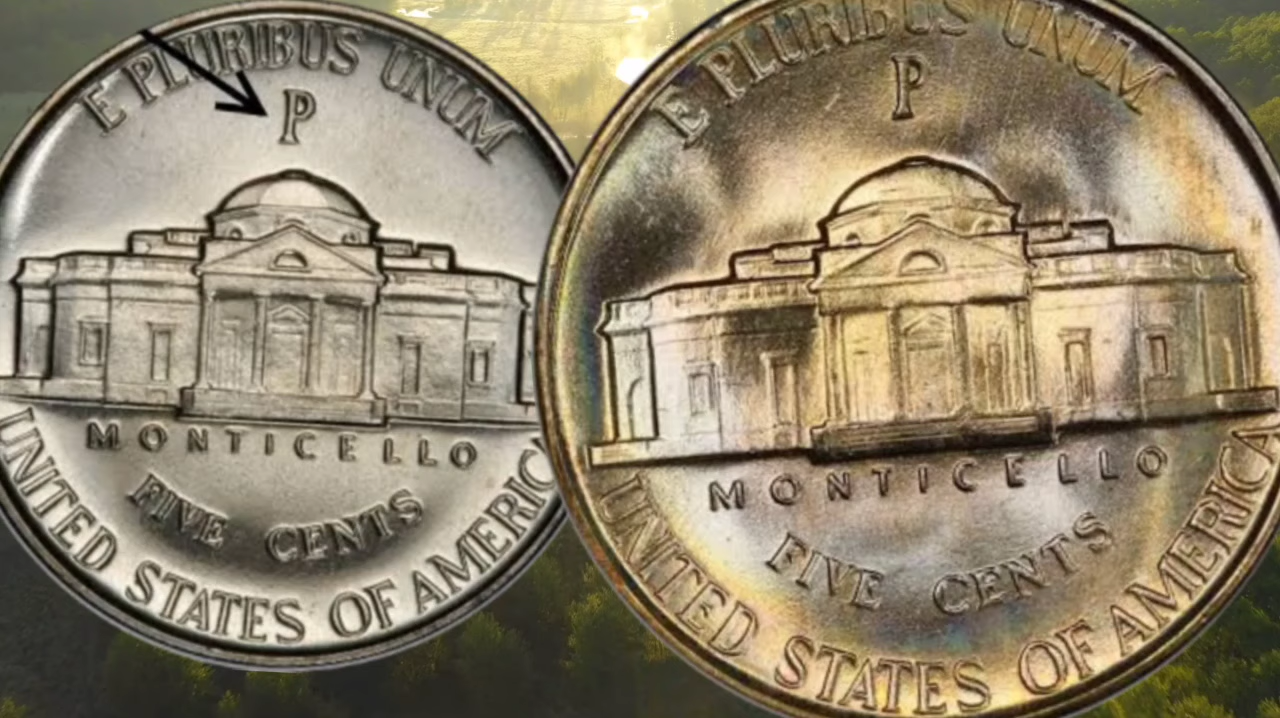 E PLURIBUS UNUM
P
MONTICELLO
FIVE CENTS
UNITED STATES OF AMERICA
E PLURIBUS UNUM
P
MONTICELLO
FIVE CENTS
UNITED STATES OF AMERICA